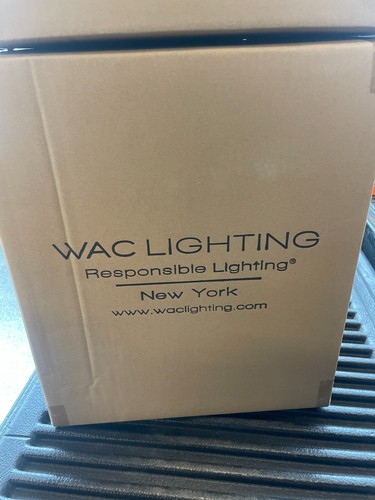 WAC LIGHTING
Responsible Lighting®
New York
www.waclighting.com